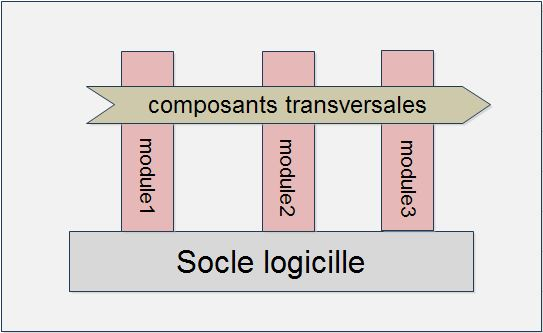 composants transversales
module1
module2
module3
Socle logicille